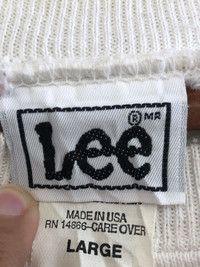 ® MR
Lee
MADE IN USA
RN 14666-CARE OVER
LARGE